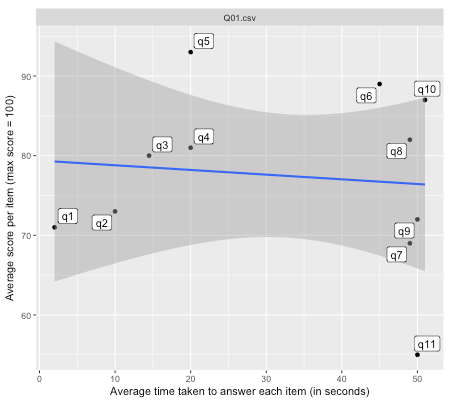 Q01.csv
Average score per item (max score = 100)
90
80
70
60
q5
q6
q10
q4
q3
q8
q1
q2
q9
q7
q11
0
10
20
30
40
50
Average time taken to answer each item (in seconds)